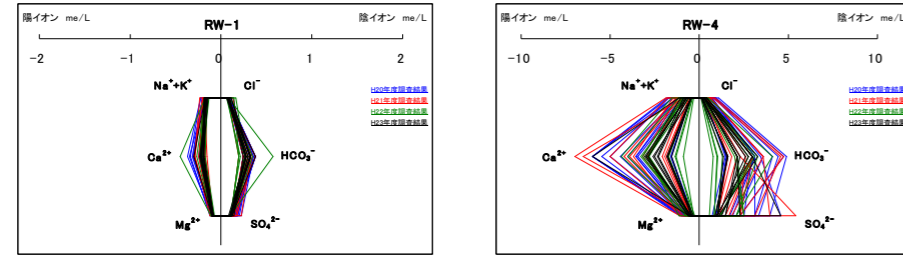 陽イオン me/L
RW-1
陰イオン me/L
-2
-1
0
1
2
Na⁺+K⁺
Cl⁻
H20年度調査結果
H21年度調査結果
H22年度調査結果
H23年度調査結果
Ca²⁺
HCO₃⁻
Mg²⁺
SO₄²⁻
陽イオン me/L
RW-4
陰イオン me/L
-10
-5
0
5
10
Na⁺+K⁺
Cl⁻
H20年度調査結果
H21年度調査結果
H22年度調査結果
H23年度調査結果
Ca²⁺
HCO₃⁻
Mg²⁺
SO₄²⁻